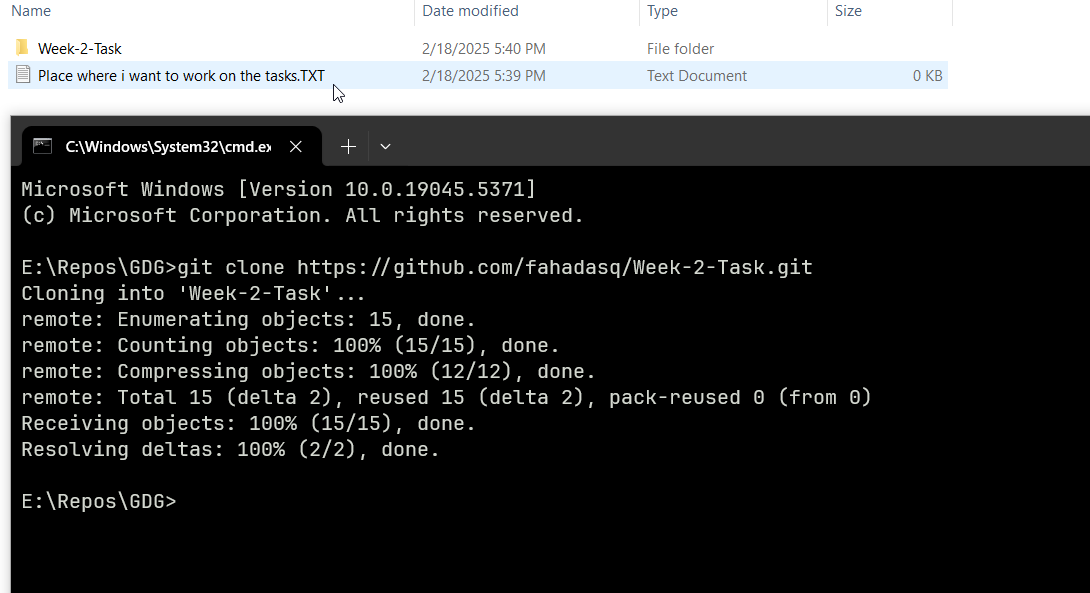 Name Date modified Type Size
Week-2-Task 2/18/2025 5:40 PM File folder
Place where i want to work on the tasks.TXT 2/18/2025 5:39 PM Text Document 0 KB
C:\Windows\System32\cmd.ex
Microsoft Windows [Version 10.0.19045.5371]
(c) Microsoft Corporation. All rights reserved.
E:\Repos\GDG>git clone https://github.com/fahadasq/Week-2-Task.git
Cloning into 'Week-2-Task'...
remote: Enumerating objects: 15, done.
remote: Counting objects: 100% (15/15), done.
remote: Compressing objects: 100% (12/12), done.
remote: Total 15 (delta 2), reused 15 (delta 2), pack-reused 0 (from 0)
Receiving objects: 100% (15/15), done.
Resolving deltas: 100% (2/2), done.
E:\Repos\GDG>